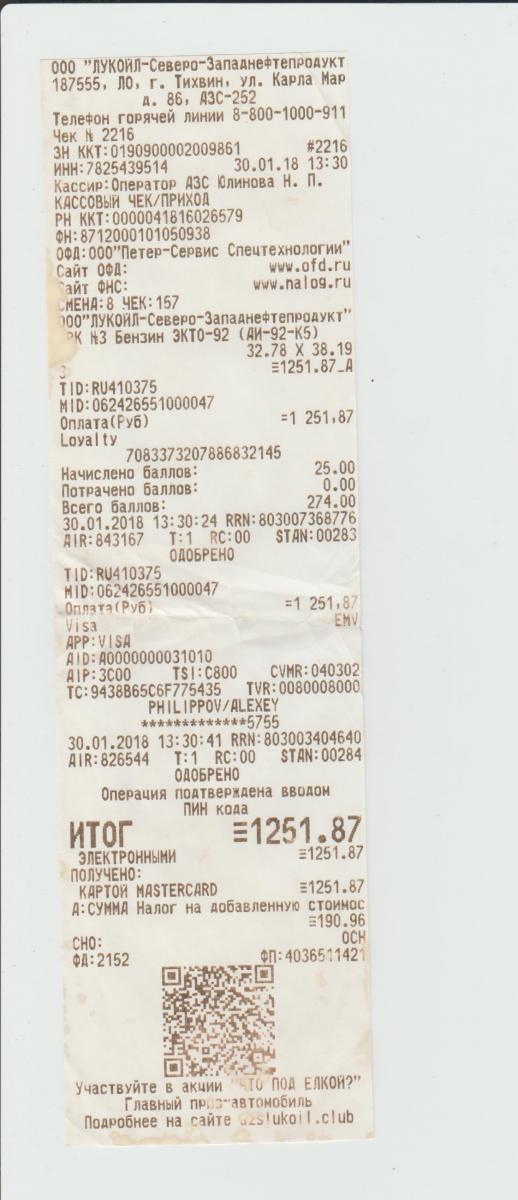 ООО "ЛУКОЙЛ-Северо-Западнефтепродукт
187555, ЛО, г. Тихвин, ул. Карла Мар
д. 86, АЗС-252
Телефон горячей линии 8-800-1000-911
Чек № 2216
ЗН ККТ:0190900002009861 #2216
ИНН:7825439514 30.01.18 13:30
Кассир:Оператор АЗС Юлинова Н. П.
КАССОВЫЙ ЧЕК/ПРИХОД
РН ККТ:0000041816026579
ФН:8712000101050938
ОФД:ООО"Петер-Сервис Спецтехнологии"
Сайт ОФД: www.ofd.ru
айт ФНС: www.nalog.ru
СМЕНА:8 ЧЕК:157
ООО"ЛУКОЙЛ-Северо-Западнефтепродукт"
РК №3 Бензин ЭКТО-92 (АИ-92-К5)
32.78 X 38.19
3 ≡1251.87_А
TID:RU410375
MID:062426551000047
Оплата(Руб) =1 251,87
Loyalty
7083373207886832145
Начислено баллов: 25.00
Потрачено баллов: 0.00
Всего баллов: 274.00
30.01.2018 13:30:24 RRN:803007368776
AIR:843167 T:1 RC:00 STAN:00283
ОДОБРЕНО
TID:RU410375
MID:062426551000047
Оплата(Руб) =1 251,87
Visa EMV
APP:VISA
AID:A0000000031010
AIP:3C00 TSI:C800 CVMR:040302
TC:9438B65C6F775435 TVR:0080008000
PHILIPPOV/ALEXEY
************5755
30.01.2018 13:30:41 RRN:803003404640
AIR:826544 T:1 RC:00 STAN:00284
ОДОБРЕНО
Операция подтверждена вводом
ПИН кода
ИТОГ ≡1251.87
ЭЛЕКТРОННЫМИ ≡1251.87
ПОЛУЧЕНО:
КАРТОЙ MASTERCARD ≡1251.87
А:СУММА Налог на добавленную стоимос
≡190.96
СНО: ОСН
ФД:2152 ФП:4036511421
Участвуйте в акции "ЧТО ПОД ЕЛКОЙ?"
Главный приз-автомобиль
Подробнее на сайте azslukoil.club